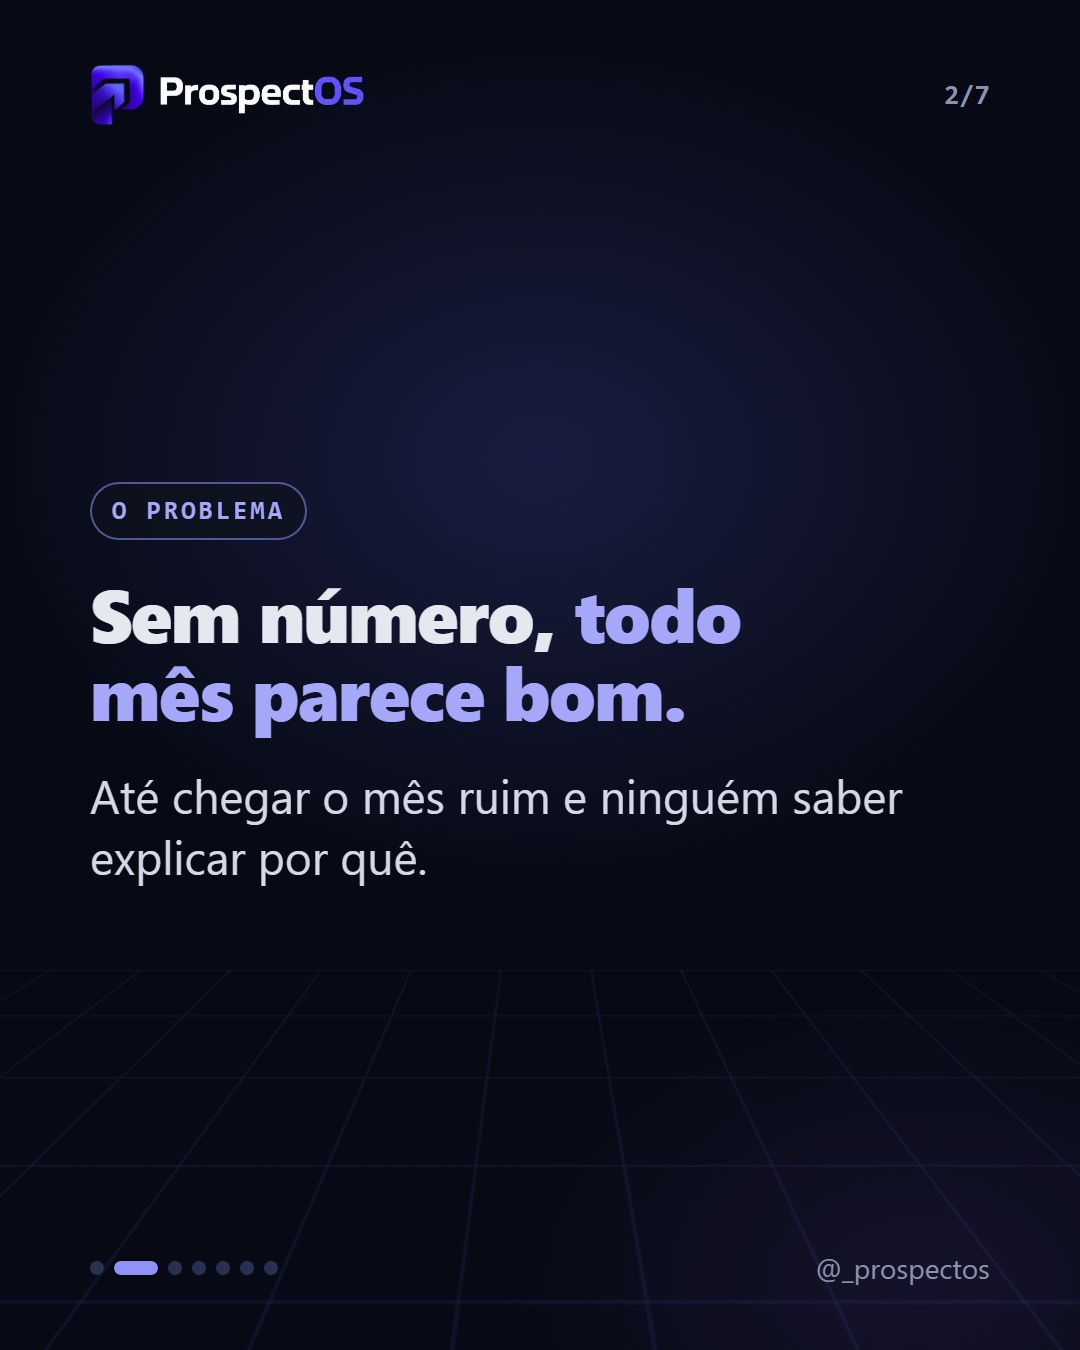 ProspectOS
2/7
O PROBLEMA
Sem número, todo
mês parece bom.
Até chegar o mês ruim e ninguém saber
explicar por quê.
@_prospectos